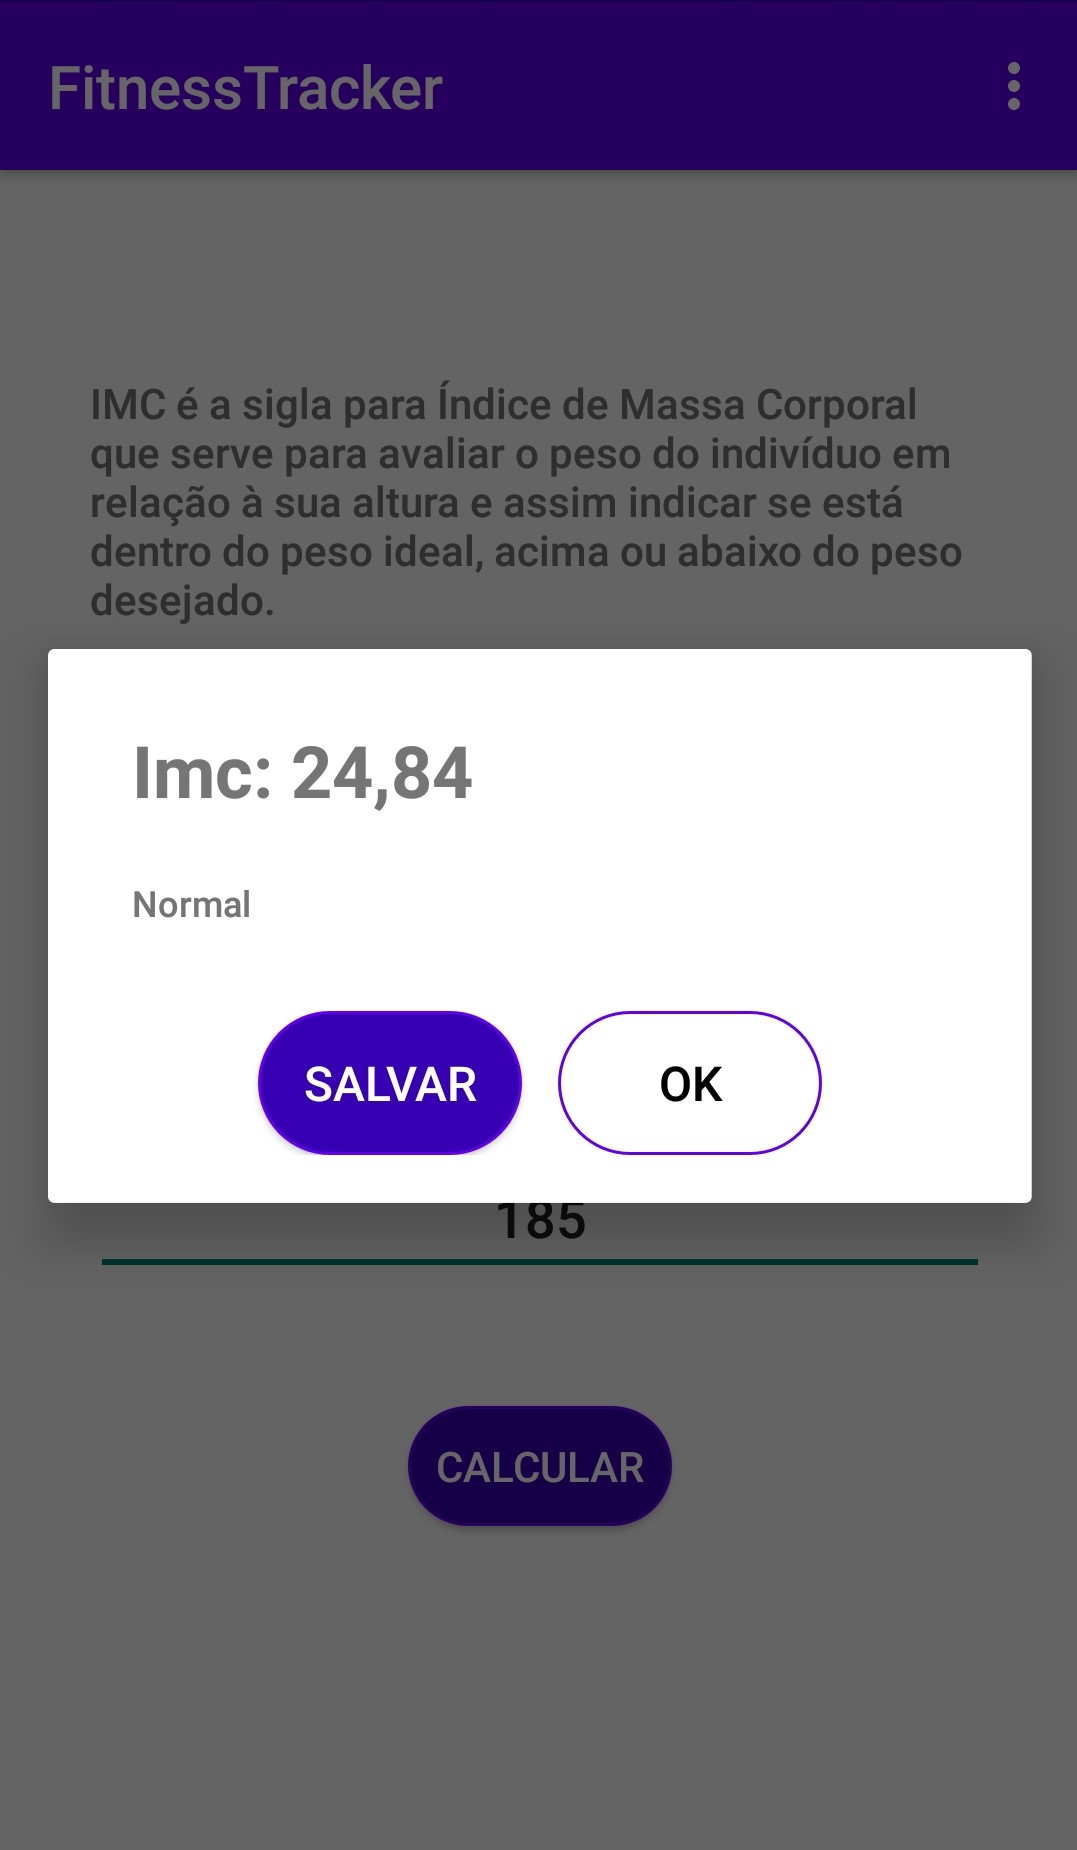 FitnessTracker
IMC é a sigla para Índice de Massa Corporal
que serve para avaliar o peso do indivíduo em
relação à sua altura e assim indicar se está
dentro do peso ideal, acima ou abaixo do peso
desejado.
Imc: 24,84
Normal
SALVAR OK
185
CALCULAR